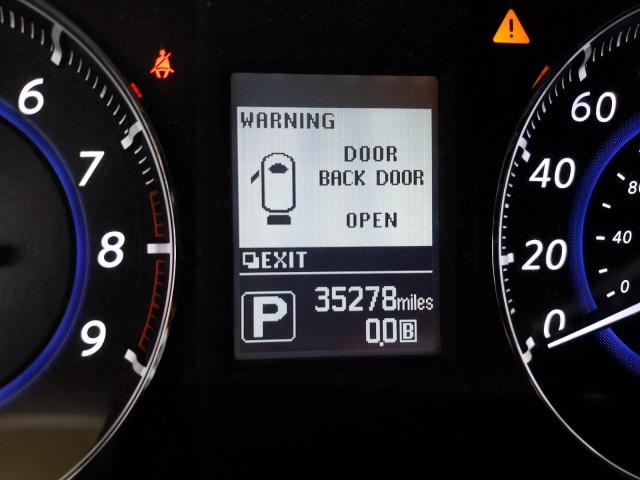 6
7
8
9
WARNING
DOOR
BACK DOOR
OPEN
EXIT
P
35278miles
0.0 B
60
40
20
0
80
40
0